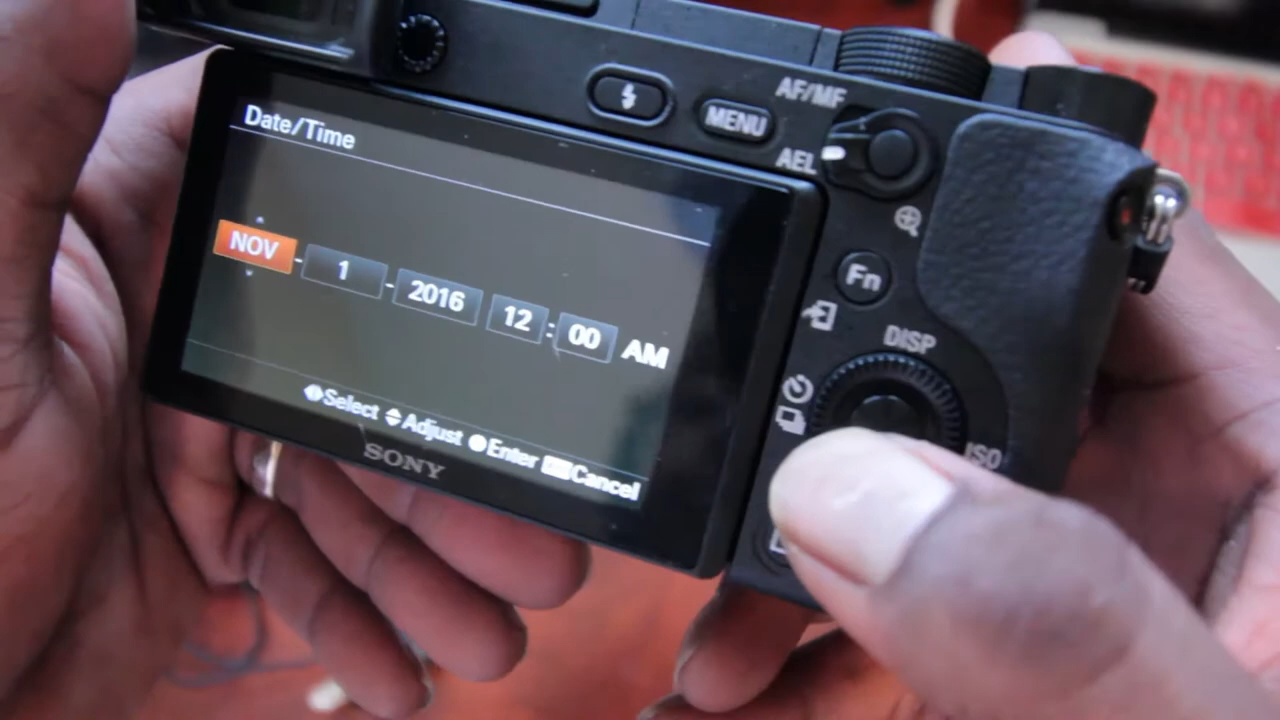 AF/MF
MENU
AEL
Date/Time
NOV - 1 - 2016 12 : 00 AM
Fn
DISP
Select Adjust Enter Cancel
ISO
SONY